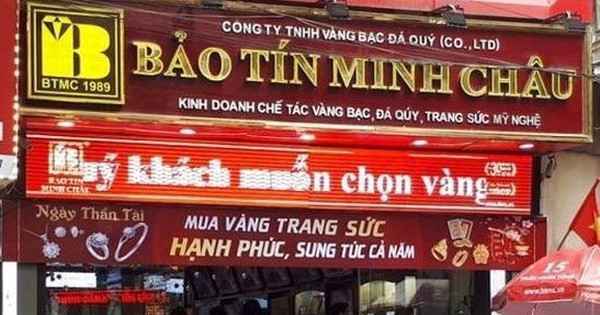 CÔNG TY TNHH VÀNG BẠC ĐÁ QUÝ (CO.,LTD)
B
BTMC 1989
BẢO TÍN MINH CHÂU
KINH DOANH CHẾ TÁC VÀNG BẠC, ĐÁ QÚY, TRANG SỨC MỸ NGHỆ
BẢO TÍN
MINH CHÂU
ý khách muốn chọn vàng
Ngày Thần Tài
MUA VÀNG TRANG SỨC
HẠNH PHÚC, SUNG TÚC CẢ NĂM
15